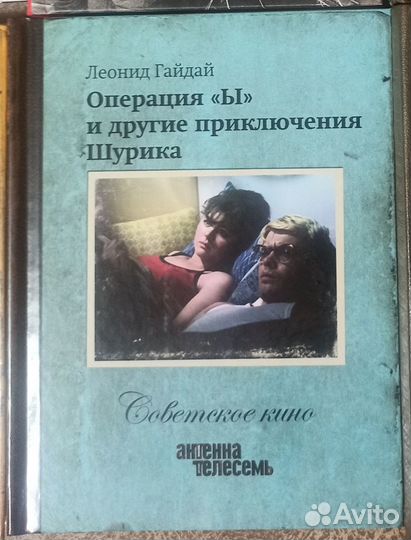 Леонид Гайдай
Операция «Ы»
и другие приключения
Шурика
Советское кино
антенна
телесемь
Avito